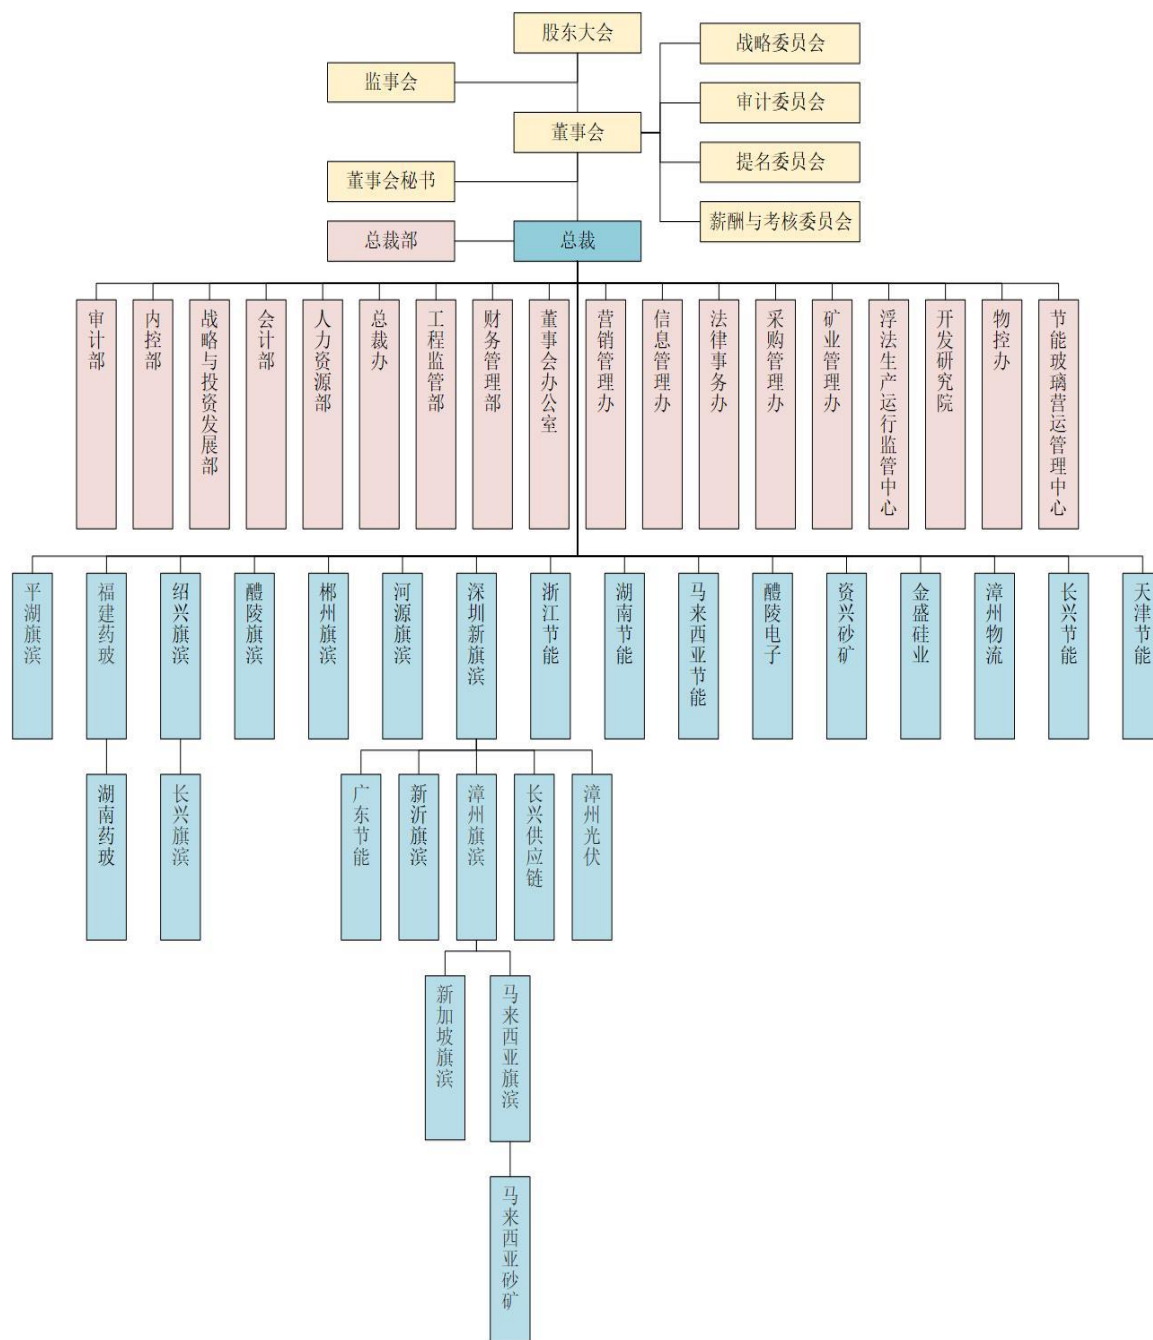 股东大会
战略委员会
监事会
审计委员会
董事会
提名委员会
董事会秘书
薪酬与考核委员会
总裁部
总裁
审计部
内控部
战略与投资发展部
会计部
人力资源部
总裁办
工程监管部
财务管理部
董事会办公室
营销管理办
信息管理办
法律事务办
采购管理办
矿业管理办
浮法生产运行监管中心
开发研究院
物控办
节能玻璃营运管理中心
平湖旗滨
福建药玻
绍兴旗滨
醴陵旗滨
郴州旗滨
河源旗滨
深圳新旗滨
浙江节能
湖南节能
马来西亚节能
醴陵电子
资兴砂矿
金盛硅业
漳州物流
长兴节能
天津节能
湖南药玻
长兴旗滨
广东节能
新沂旗滨
漳州旗滨
长兴供应链
漳州光伏
新加坡旗滨
马来西亚旗滨
马来西亚砂矿